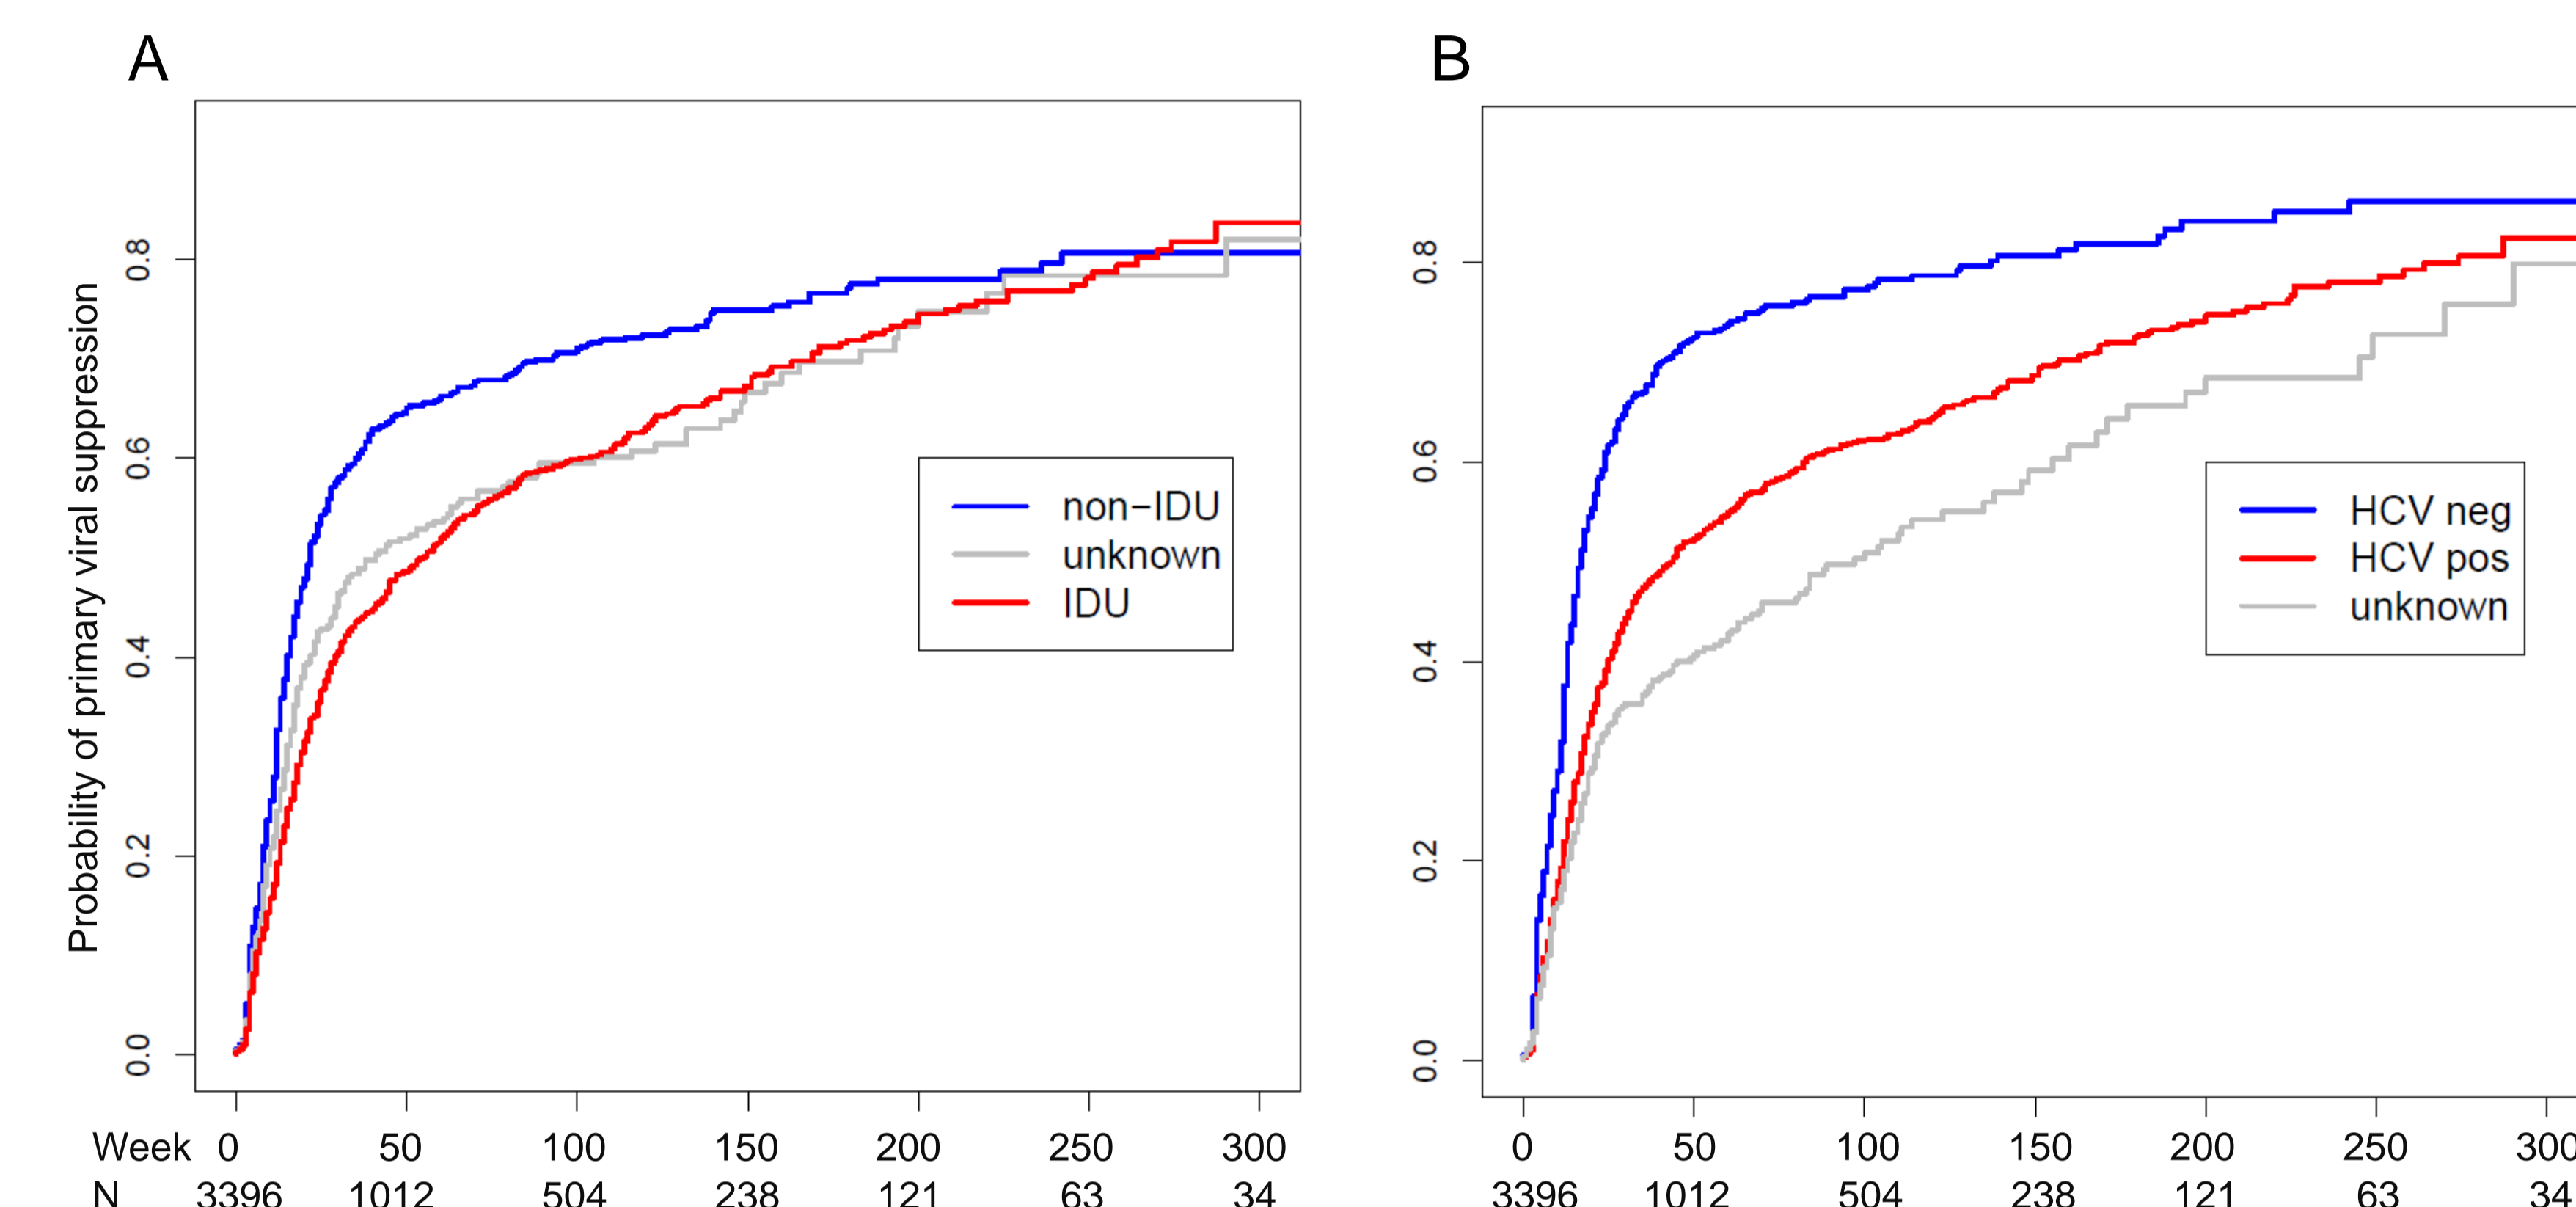 A
B
Probability of primary viral suppression
0.8
0.6
0.4
0.2
0.0
non-IDU
unknown
IDU
Week 0 50 100 150 200 250 300
N 3396 1012 504 238 121 63 34
0.8
0.6
0.4
0.2
0.0
HCV neg
HCV pos
unknown
0 50 100 150 200 250 300
3396 1012 504 238 121 63 34